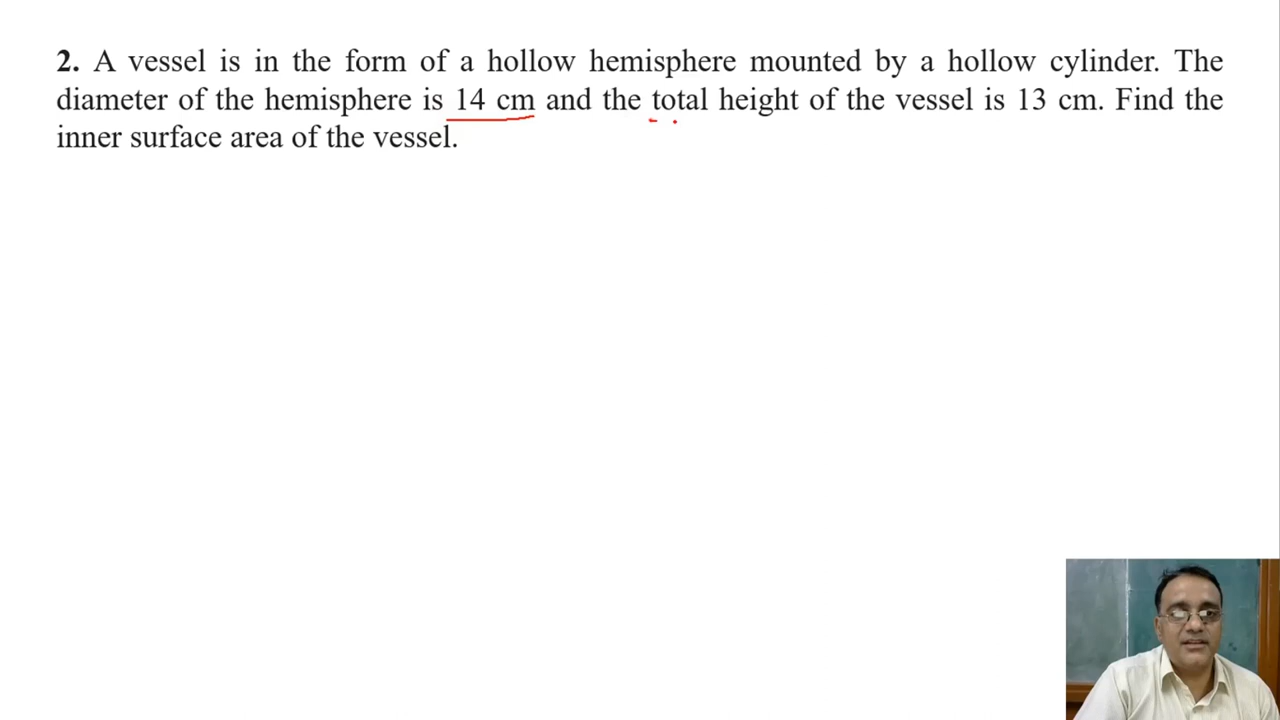 2. A vessel is in the form of a hollow hemisphere mounted by a hollow cylinder. The
diameter of the hemisphere is 14 cm and the total height of the vessel is 13 cm. Find the
inner surface area of the vessel.